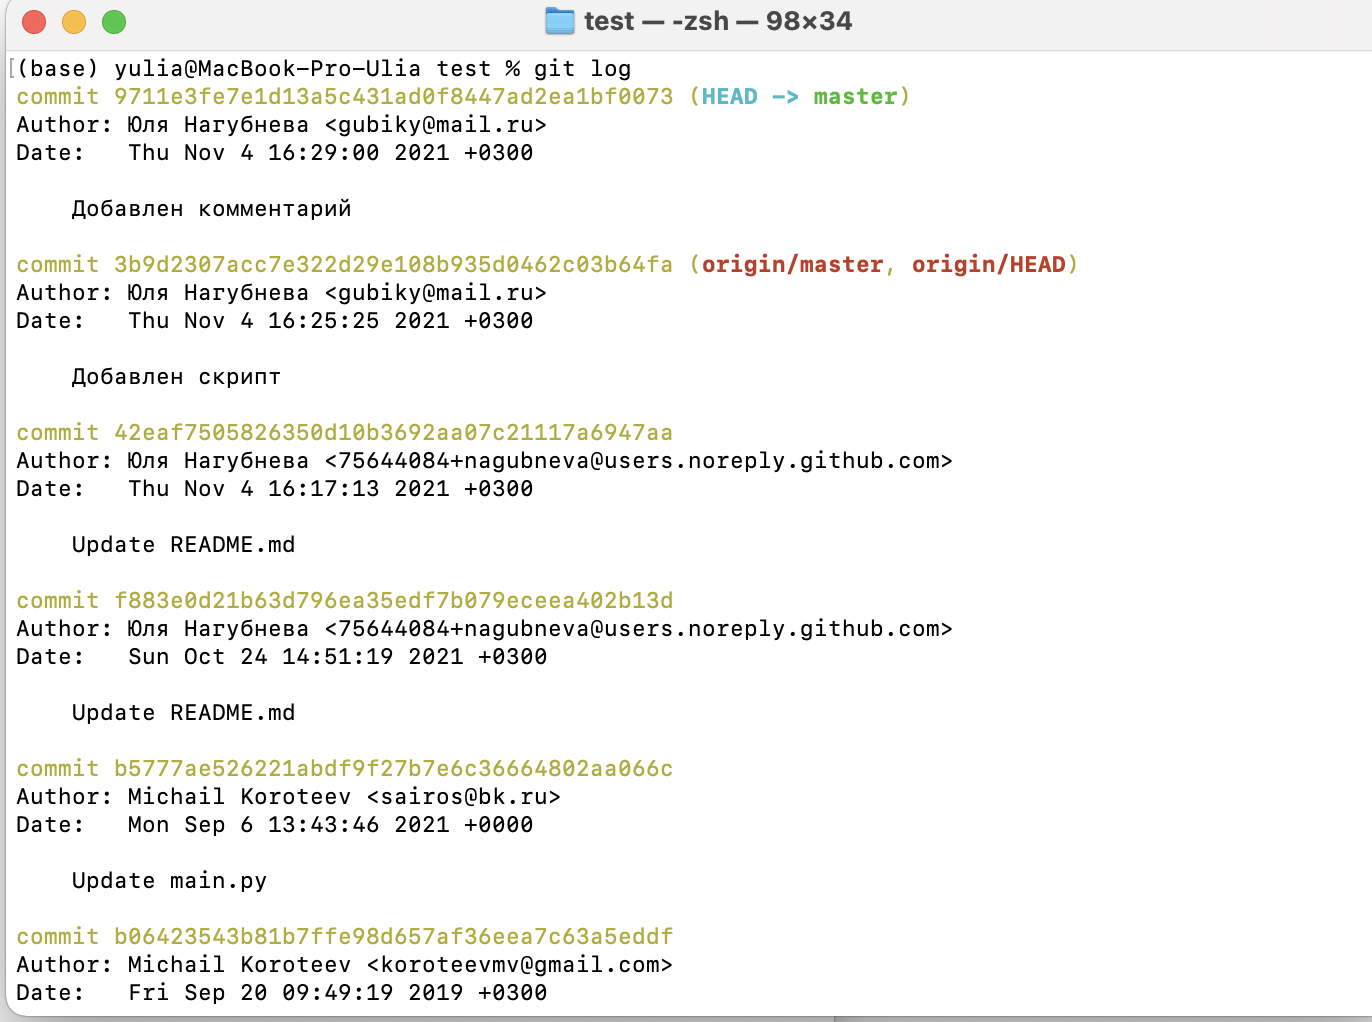 test — -zsh — 98×34
(base) yulia@MacBook-Pro-Ulia test % git log
commit 9711e3fe7e1d13a5c431ad0f8447ad2ea1bf0073 (HEAD -> master)
Author: Юля Нагубнева <gubiky@mail.ru>
Date:   Thu Nov 4 16:29:00 2021 +0300
Добавлен комментарий
commit 3b9d2307acc7e322d29e108b935d0462c03b64fa (origin/master, origin/HEAD)
Author: Юля Нагубнева <gubiky@mail.ru>
Date:   Thu Nov 4 16:25:25 2021 +0300
Добавлен скрипт
commit 42eaf7505826350d10b3692aa07c21117a6947aa
Author: Юля Нагубнева <75644084+nagubneva@users.noreply.github.com>
Date:   Thu Nov 4 16:17:13 2021 +0300
Update README.md
commit f883e0d21b63d796ea35edf7b079eceea402b13d
Author: Юля Нагубнева <75644084+nagubneva@users.noreply.github.com>
Date:   Sun Oct 24 14:51:19 2021 +0300
Update README.md
commit b5777ae526221abdf9f27b7e6c36664802aa066c
Author: Michail Koroteev <sairos@bk.ru>
Date:   Mon Sep 6 13:43:46 2021 +0000
Update main.py
commit b06423543b81b7ffe98d657af36eea7c63a5eddf
Author: Michail Koroteev <koroteevmv@gmail.com>
Date:   Fri Sep 20 09:49:19 2019 +0300